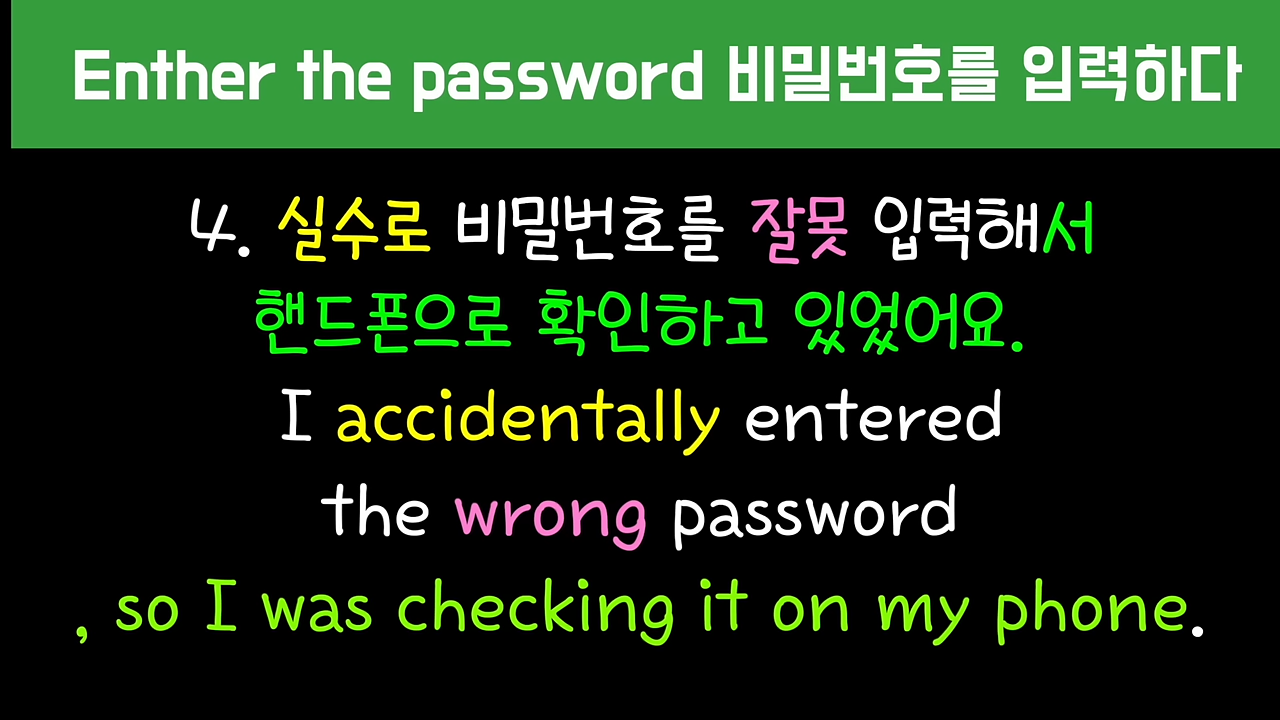 Enther the password 비밀번호를 입력하다
4. 실수로 비밀번호를 잘못 입력해서
핸드폰으로 확인하고 있었어요.
I accidentally entered
the wrong password
, so I was checking it on my phone.